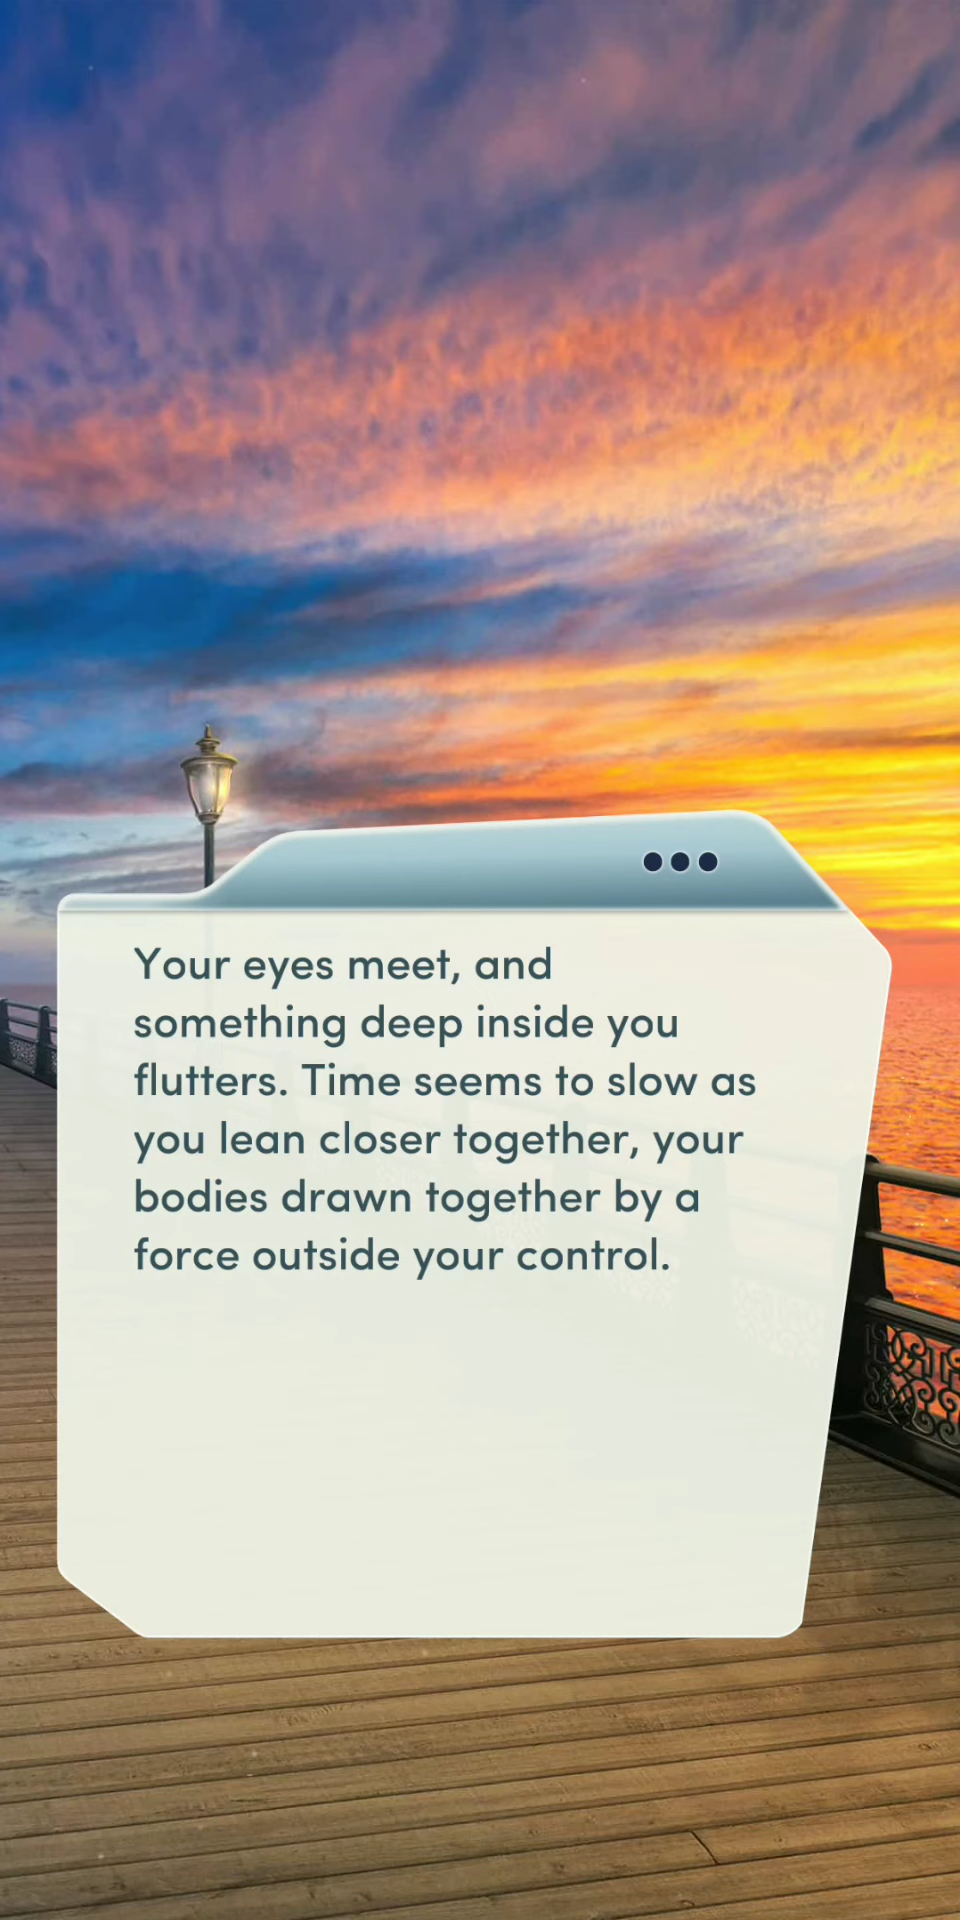 Your eyes meet, and
something deep inside you
flutters. Time seems to slow as
you lean closer together, your
bodies drawn together by a
force outside your control.